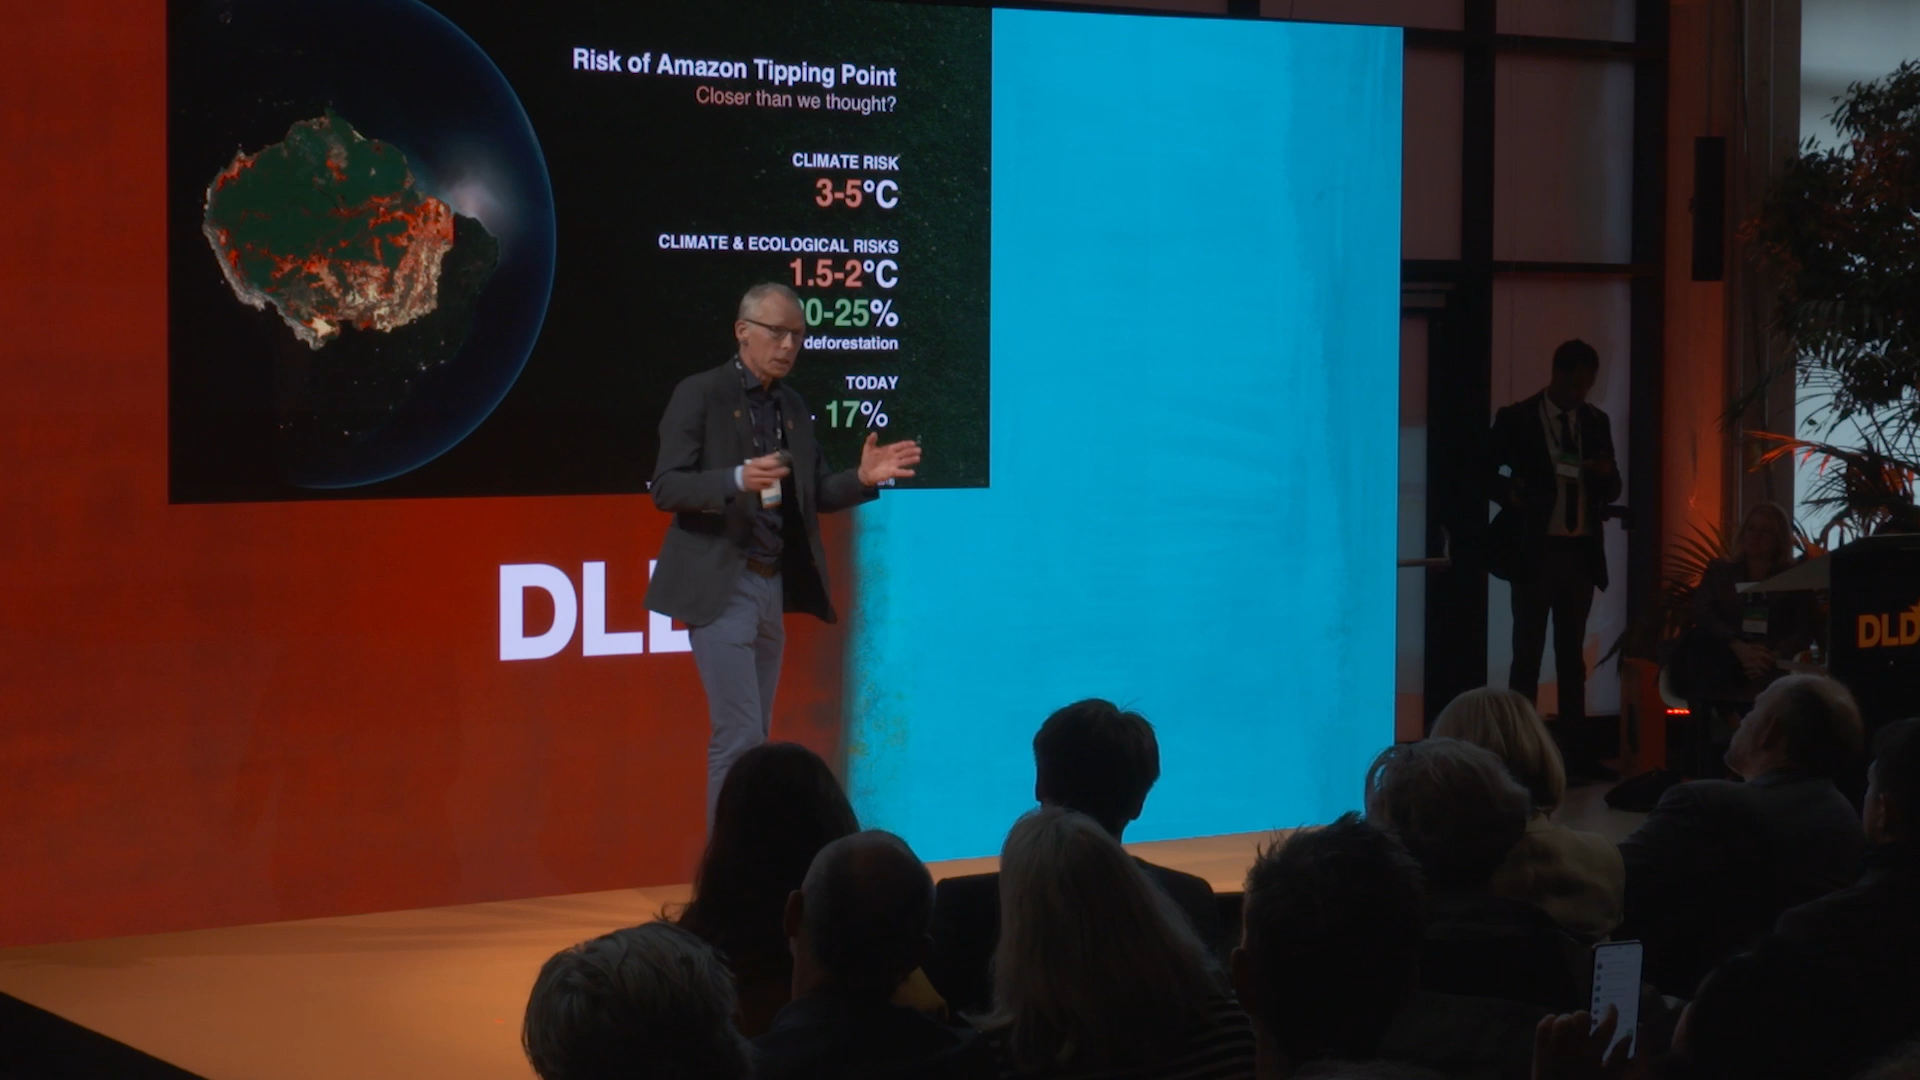 Risk of Amazon Tipping Point
Closer than we thought?
CLIMATE RISK
3-5°C
CLIMATE & ECOLOGICAL RISKS
1.5-2°C
0-25%
deforestation
TODAY
17%
DLD
DLD